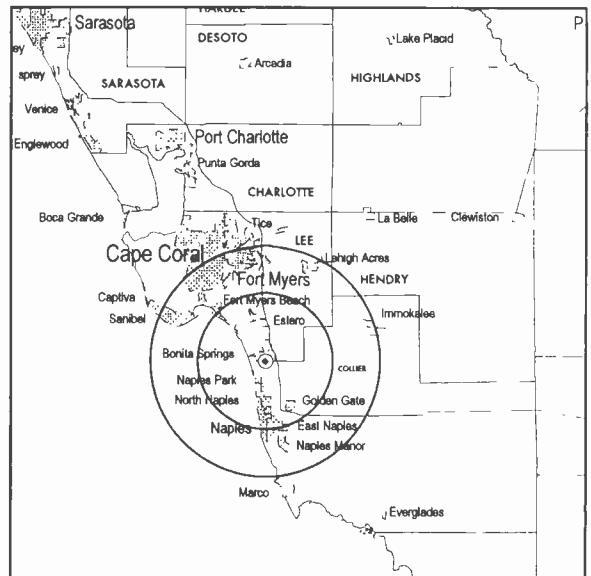 HARDEE
Sarasota
P
DESOTO
Lake Placid
ey
Arcadia
sprey
HIGHLANDS
SARASOTA
Venice
Port Charlotte
Englewood
Punta Gorda
CHARLOTTE
Boca Grande
Tice
La Belle
Clewiston
LEE
Cape Coral
Lehigh Acres
Fort Myers
HENDRY
Captiva
Fort Myers Beach
Immokalee
Sanibel
Estero
Bonita Springs
COLLIER
Naples Park
North Naples
Golden Gate
Naples
East Naples
Naples Manor
Marco
Everglades